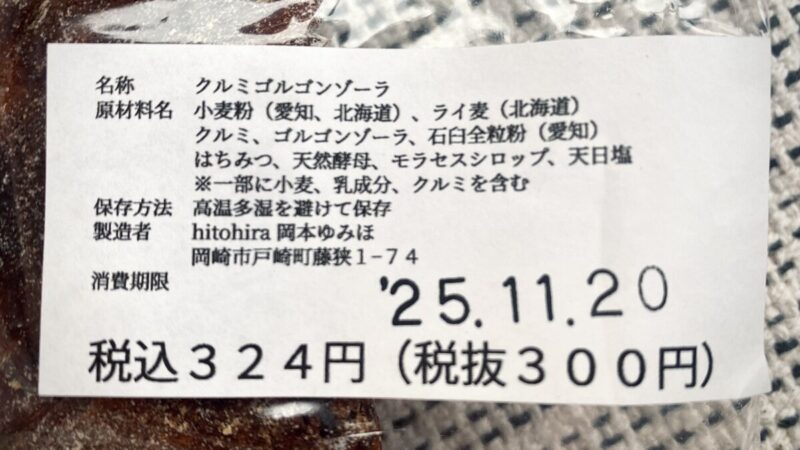 名称 クルミゴルゴンゾーラ
原材料名 小麦粉（愛知、北海道）、ライ麦（北海道）
クルミ、ゴルゴンゾーラ、石臼全粒粉（愛知）
はちみつ、天然酵母、モラセスシロップ、天日塩
※一部に小麦、乳成分、クルミを含む
保存方法 高温多湿を避けて保存
製造者 hitohira 岡本ゆみほ
岡崎市戸崎町藤狭１−７４
消費期限
'25.11.20
税込３２４円（税抜３００円）